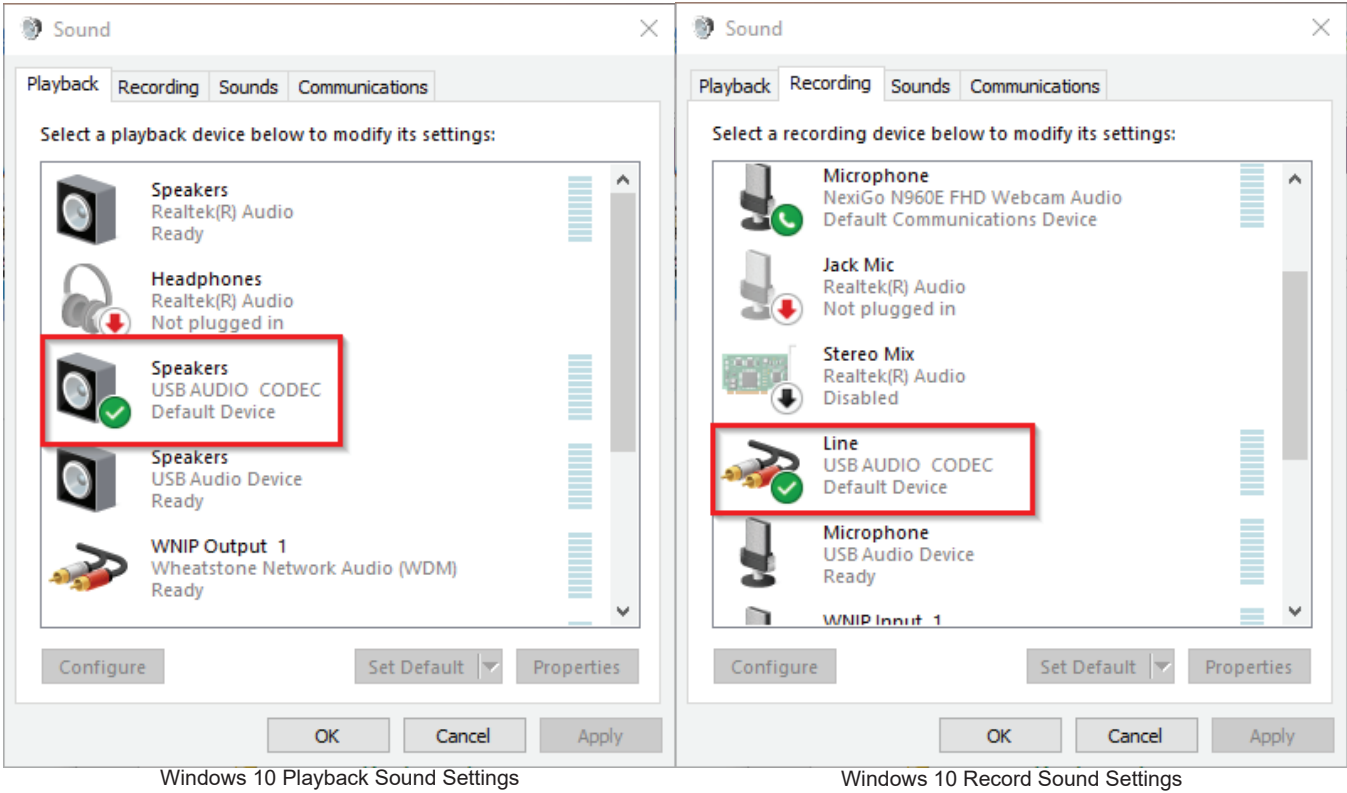 Sound
Playback
Recording
Sounds
Communications
Select a playback device below to modify its settings:
Speakers
Realtek(R) Audio
Ready
Headphones
Realtek(R) Audio
Not plugged in
Speakers
USB AUDIO  CODEC
Default Device
Speakers
USB Audio Device
Ready
WNIP Output  1
Wheatstone Network Audio (WDM)
Ready
Configure
Set Default
Properties
OK
Cancel
Apply
Windows 10 Playback Sound Settings
Sound
Playback
Recording
Sounds
Communications
Select a recording device below to modify its settings:
Microphone
NexiGo N960E FHD Webcam Audio
Default Communications Device
Jack Mic
Realtek(R) Audio
Not plugged in
Stereo Mix
Realtek(R) Audio
Disabled
Line
USB AUDIO  CODEC
Default Device
Microphone
USB Audio Device
Ready
WNIP Input  1
Configure
Set Default
Properties
OK
Cancel
Apply
Windows 10 Record Sound Settings